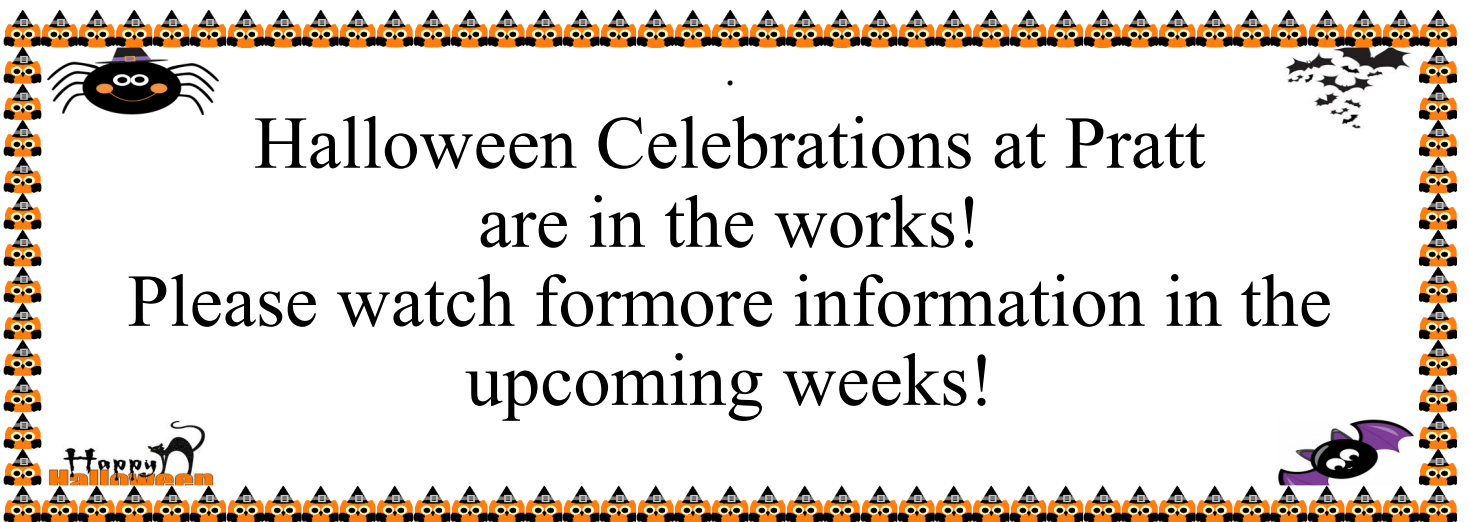 .
Halloween Celebrations at Pratt
are in the works!
Please watch formore information in the
upcoming weeks!
Happy
Halloween